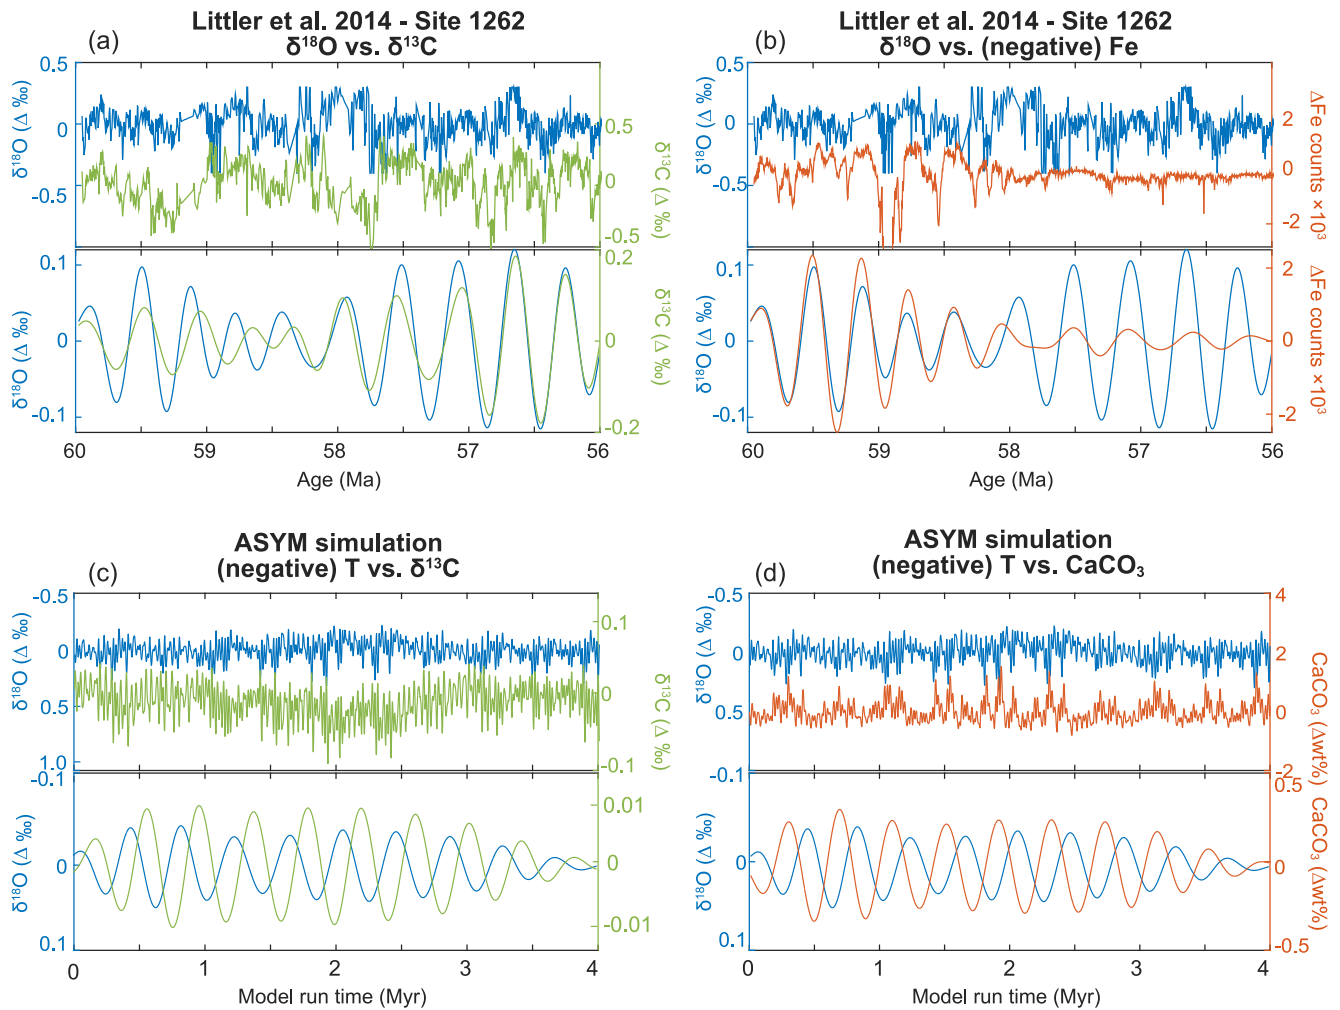 Littler et al. 2014 - Site 1262
δ¹⁸O vs. δ¹³C
(a)
0.5
0
-0.5
δ¹⁸O (Δ ‰)
0.5
0
-0.5
δ¹³C (Δ ‰)
0.1
0
-0.1
δ¹⁸O (Δ ‰)
0.2
0.1
0
-0.2
δ¹³C (Δ ‰)
60 59 58 57 56
Age (Ma)
Littler et al. 2014 - Site 1262
δ¹⁸O vs. (negative) Fe
(b)
0.5
0
-0.5
δ¹⁸O (Δ ‰)
2
0
-2
ΔFe counts ×10³
0.1
0
-0.1
δ¹⁸O (Δ ‰)
2
0
-2
ΔFe counts ×10³
60 59 58 57 56
Age (Ma)
ASYM simulation
(negative) T vs. δ¹³C
(c)
-0.5
0
0.5
1.0
δ¹⁸O (Δ ‰)
0.1
0
-0.1
δ¹³C (Δ ‰)
-0.1
0
0.1
δ¹⁸O (Δ ‰)
0.01
0
-0.01
0 1 2 3 4
Model run time (Myr)
ASYM simulation
(negative) T vs. CaCO₃
(d)
-0.5
0
0.5
δ¹⁸O (Δ ‰)
4
2
0
-2
CaCO₃ (Δwt%)
-0.1
0
0.1
δ¹⁸O (Δ ‰)
0.5
0
-0.5
CaCO₃ (Δwt%)
0 1 2 3 4
Model run time (Myr)